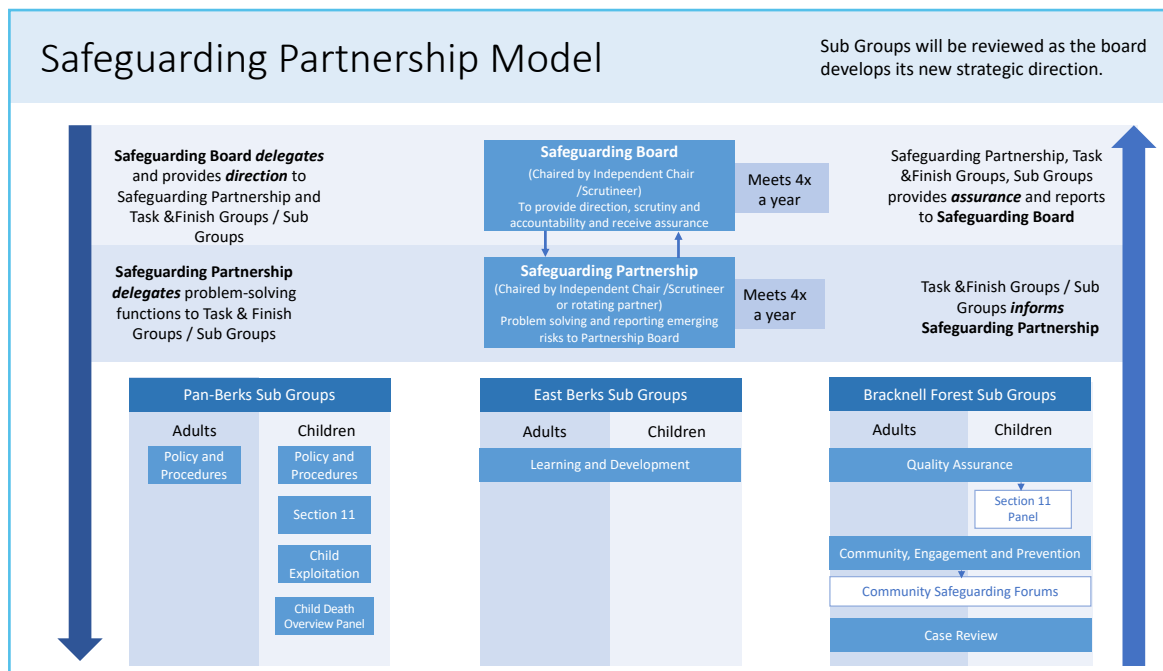 Safeguarding Partnership Model
Sub Groups will be reviewed as the board
develops its new strategic direction.
Safeguarding Board delegates
and provides direction to
Safeguarding Partnership and
Task &Finish Groups / Sub
Groups
Safeguarding Board
(Chaired by Independent Chair
/Scrutineer)
To provide direction, scrutiny and
accountability and receive assurance
Meets 4x
a year
Safeguarding Partnership, Task
&Finish Groups, Sub Groups
provides assurance and reports
to Safeguarding Board
Safeguarding Partnership
delegates problem-solving
functions to Task & Finish
Groups / Sub Groups
Safeguarding Partnership
(Chaired by Independent Chair /Scrutineer
or rotating partner)
Problem solving and reporting emerging
risks to Partnership Board
Meets 4x
a year
Task &Finish Groups / Sub
Groups informs
Safeguarding Partnership
Pan-Berks Sub Groups
Adults
Children
Policy and
Procedures
Policy and
Procedures
Section 11
Child
Exploitation
Child Death
Overview Panel
East Berks Sub Groups
Adults
Children
Learning and Development
Bracknell Forest Sub Groups
Adults
Children
Quality Assurance
Section 11
Panel
Community, Engagement and Prevention
Community Safeguarding Forums
Case Review